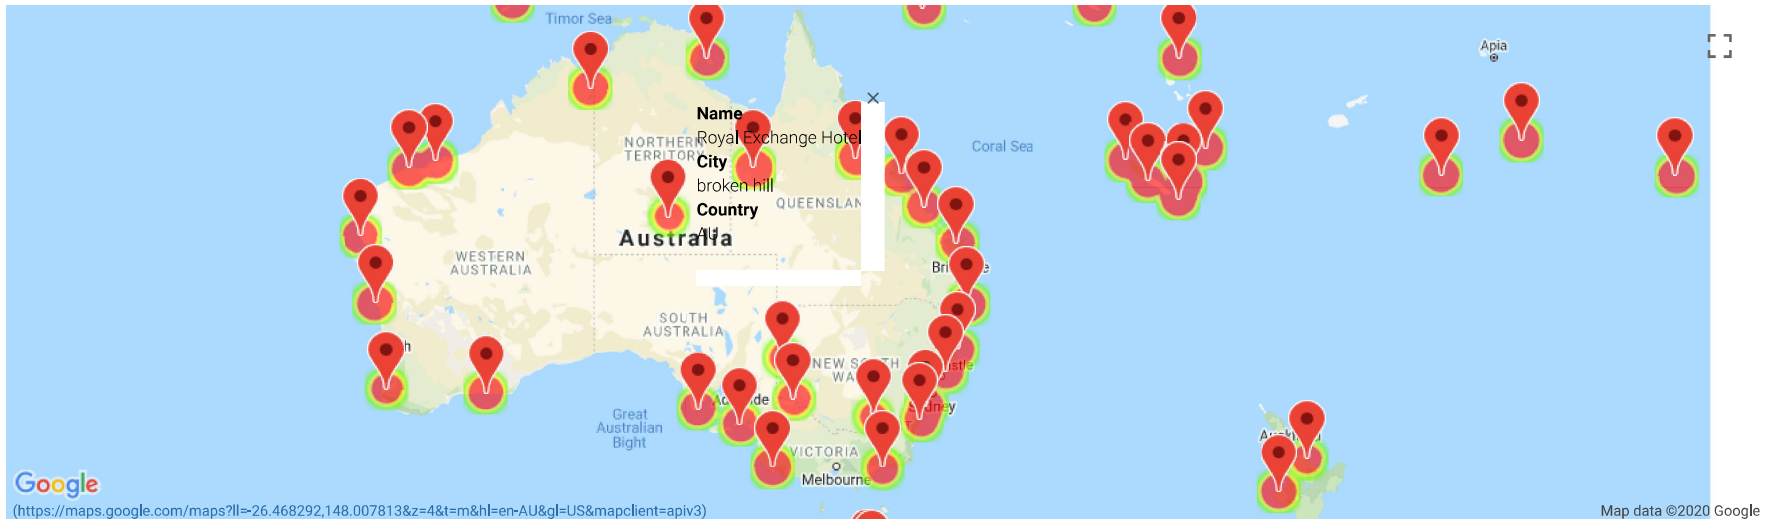 Timor Sea
Apia
Name
Royal Exchange Hotel
NORTHERN
TERRITORY
City
broken hill
Coral Sea
Country
QUEENSLAN
AU
Australia
WESTERN
AUSTRALIA
SOUTH
AUSTRALIA
NEW SOUTH
Great
Australian
Bight
VICTORIA
Melbourne
Google
(https://maps.google.com/maps?ll=-26.468292,148.007813&z=4&t=m&hl=en-AU&gl=US&mapclient=apiv3)
Map data ©2020 Google